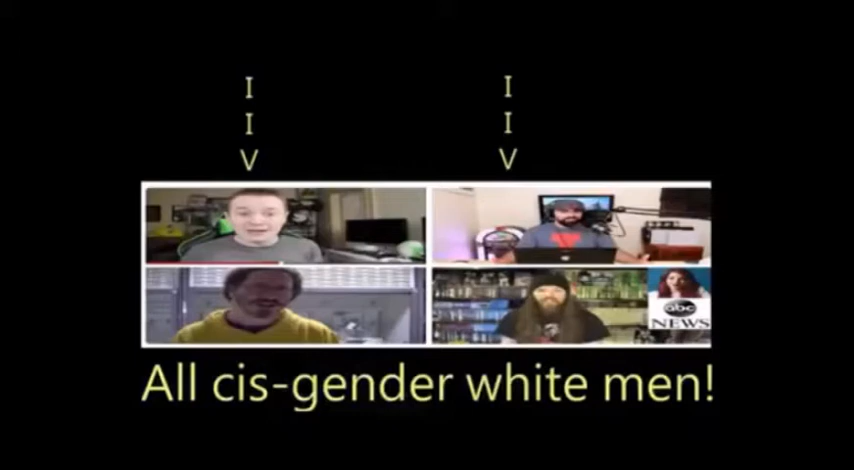 I I
I I
V V
abc
NEWS
All cis-gender white men!